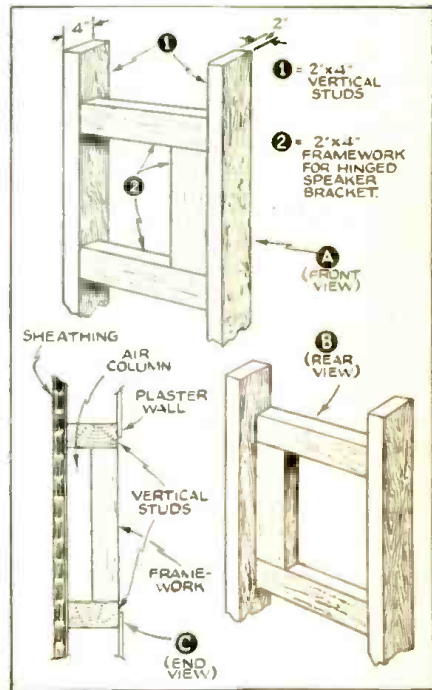 4"
1
2"
1 = 2"x4"
VERTICAL
STUDS
2 = 2"x4"
FRAMEWORK
FOR HINGED
SPEAKER
BRACKET.
2
A
(FRONT
VIEW)
SHEATHING
AIR
COLUMN
PLASTER
WALL
B
(REAR
VIEW)
VERTICAL
STUDS
FRAME-
WORK
C
(END
VIEW)